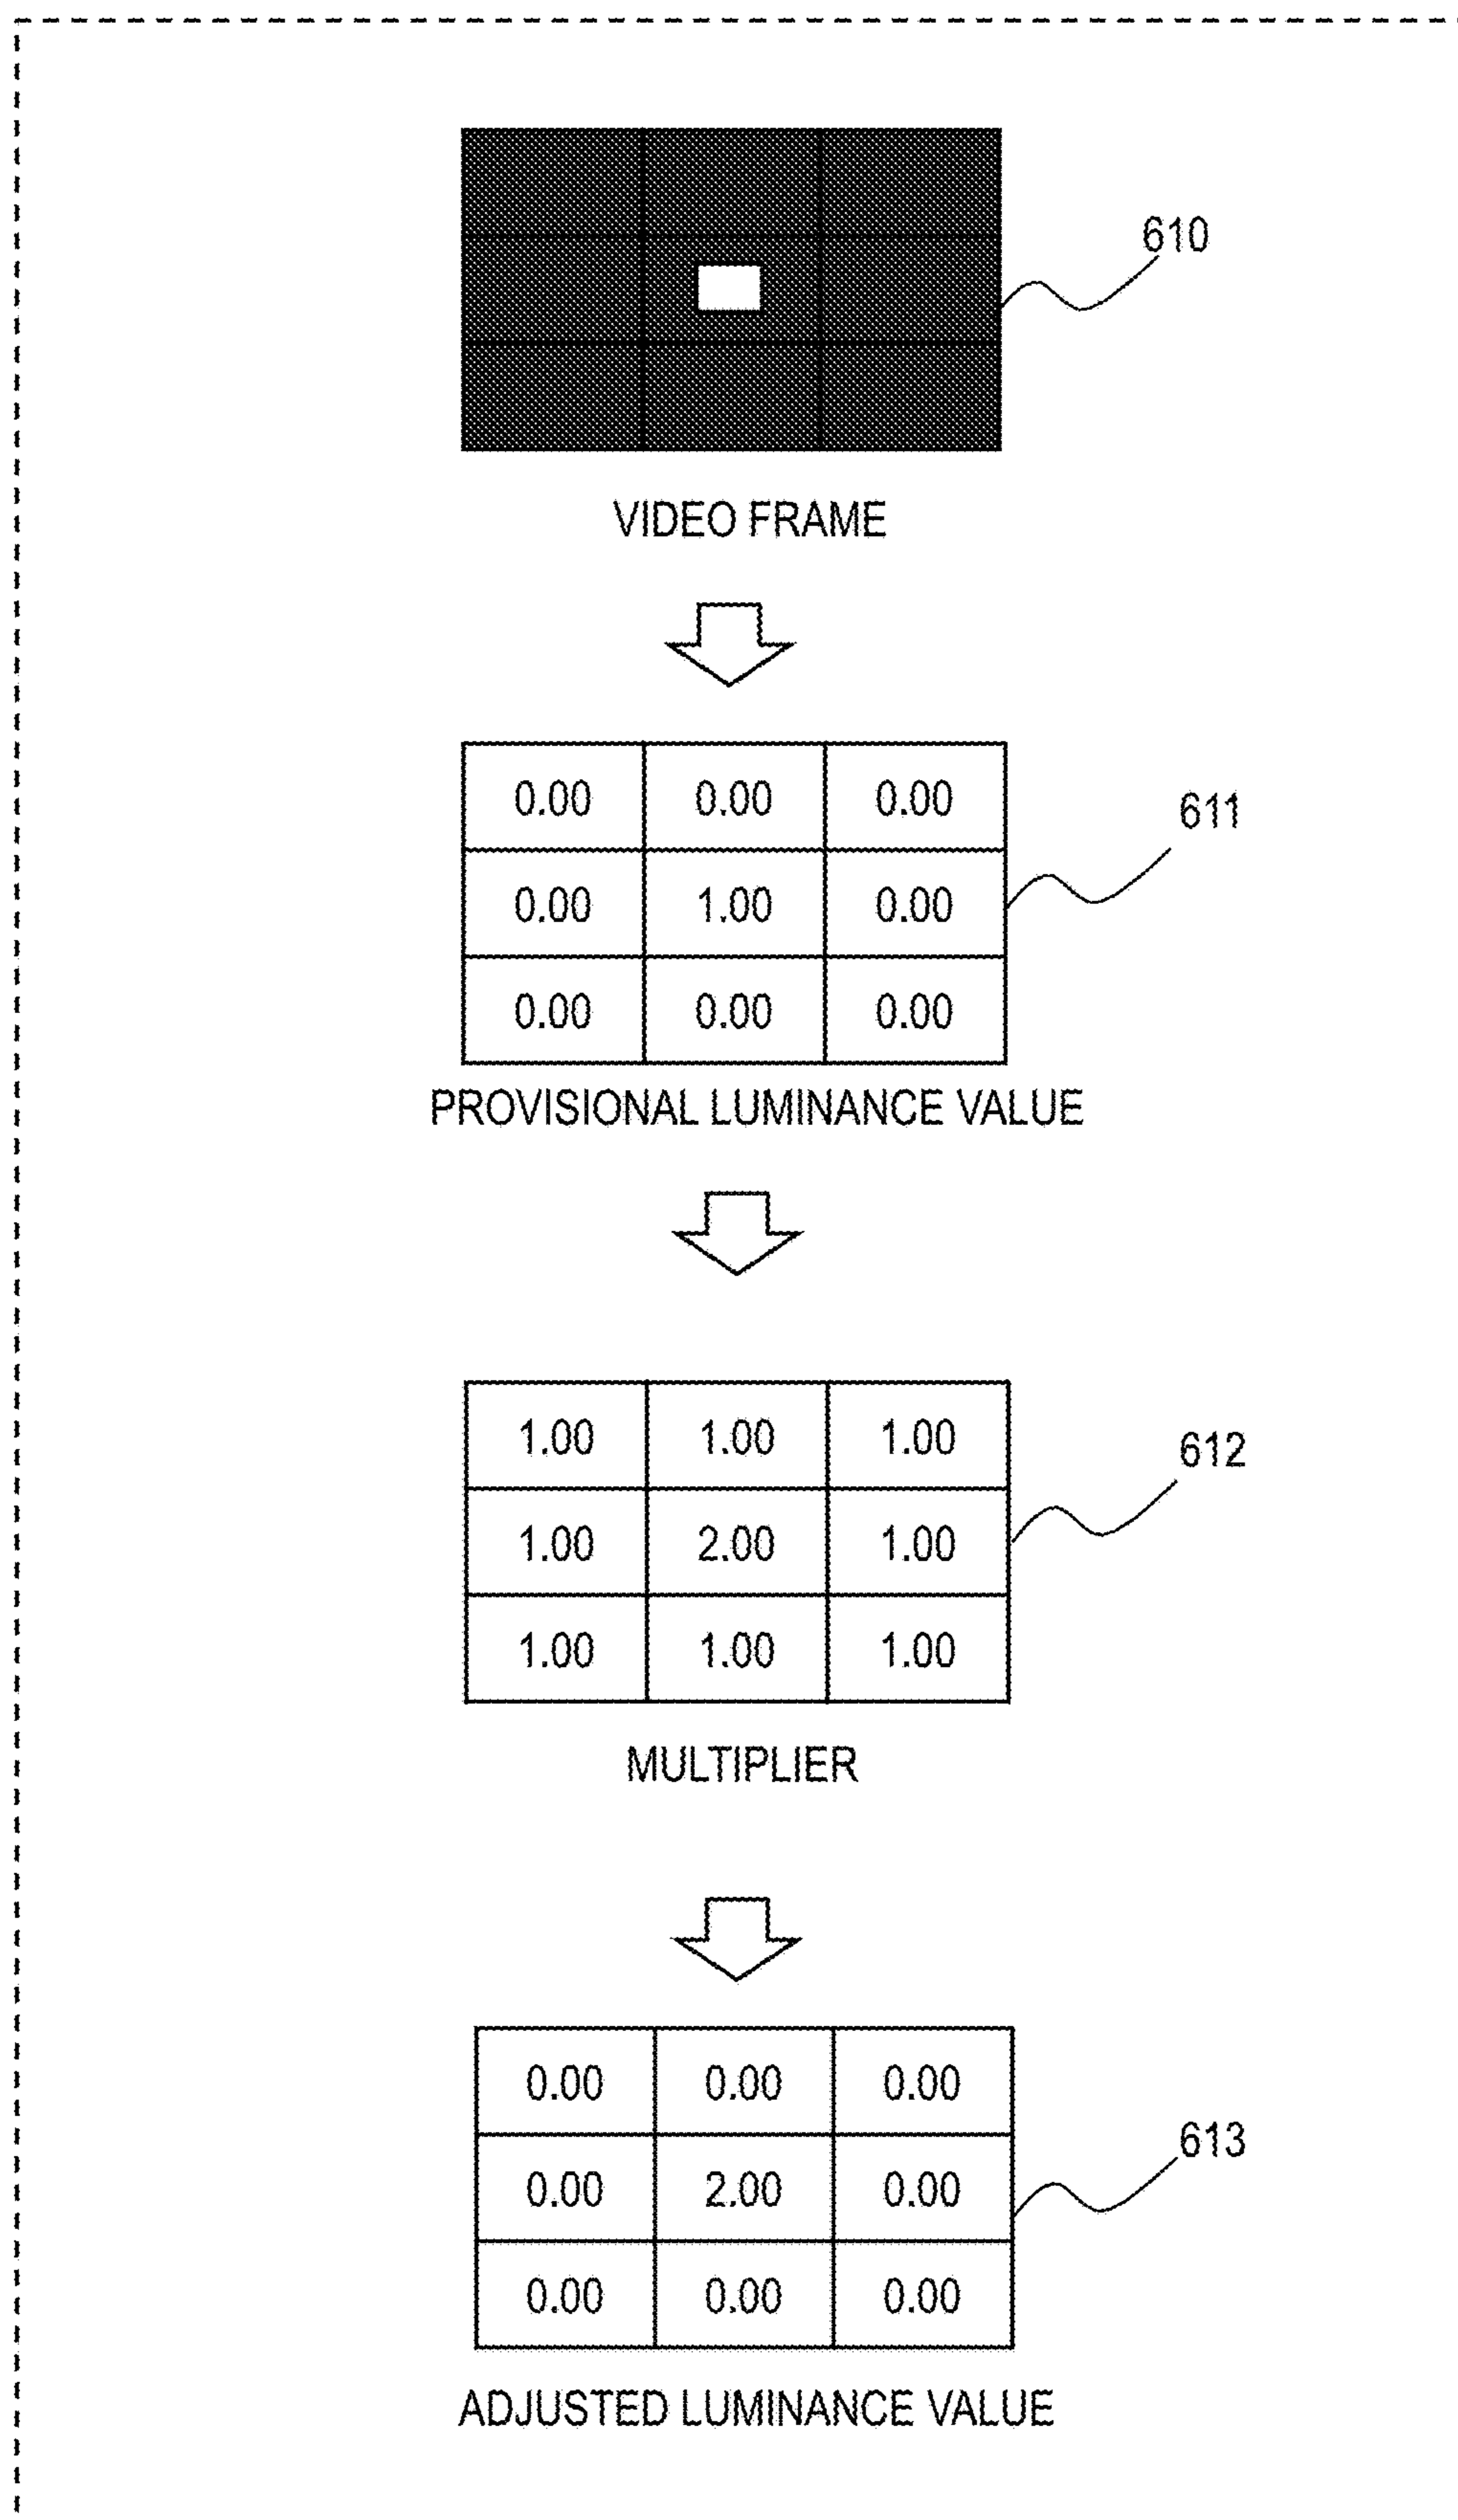 610
VIDEO FRAME
0.00 0.00 0.00
611
0.00 1.00 0.00
0.00 0.00 0.00
PROVISIONAL LUMINANCE VALUE
1.00 1.00 1.00
612
1.00 2.00 1.00
1.00 1.00 1.00
MULTIPLIER
0.00 0.00 0.00
613
0.00 2.00 0.00
0.00 0.00 0.00
ADJUSTED LUMINANCE VALUE